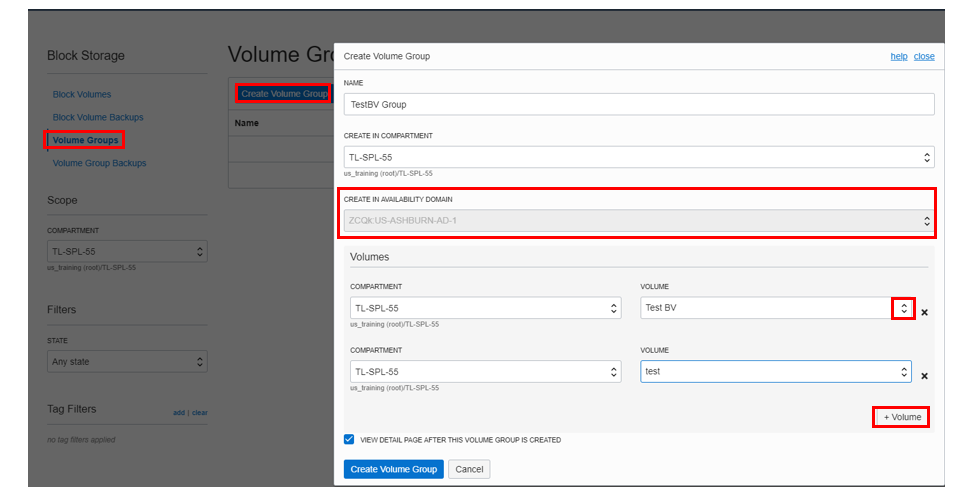 Block Storage
Block Volumes
Block Volume Backups
Volume Groups
Volume Group Backups
Scope
COMPARTMENT
TL-SPL-55
us_training (root)/TL-SPL-55
Filters
STATE
Any state
Tag Filters add | clear
no tag filters applied
Volume Gro
Create Volume Group
Name
Create Volume Group help close
NAME
TestBV Group
CREATE IN COMPARTMENT
TL-SPL-55
us_training (root)/TL-SPL-55
CREATE IN AVAILABILITY DOMAIN
ZCQk:US-ASHBURN-AD-1
Volumes
COMPARTMENT VOLUME
TL-SPL-55 Test BV
us_training (root)/TL-SPL-55
COMPARTMENT VOLUME
TL-SPL-55 test
us_training (root)/TL-SPL-55
+ Volume
VIEW DETAIL PAGE AFTER THIS VOLUME GROUP IS CREATED
Create Volume Group Cancel